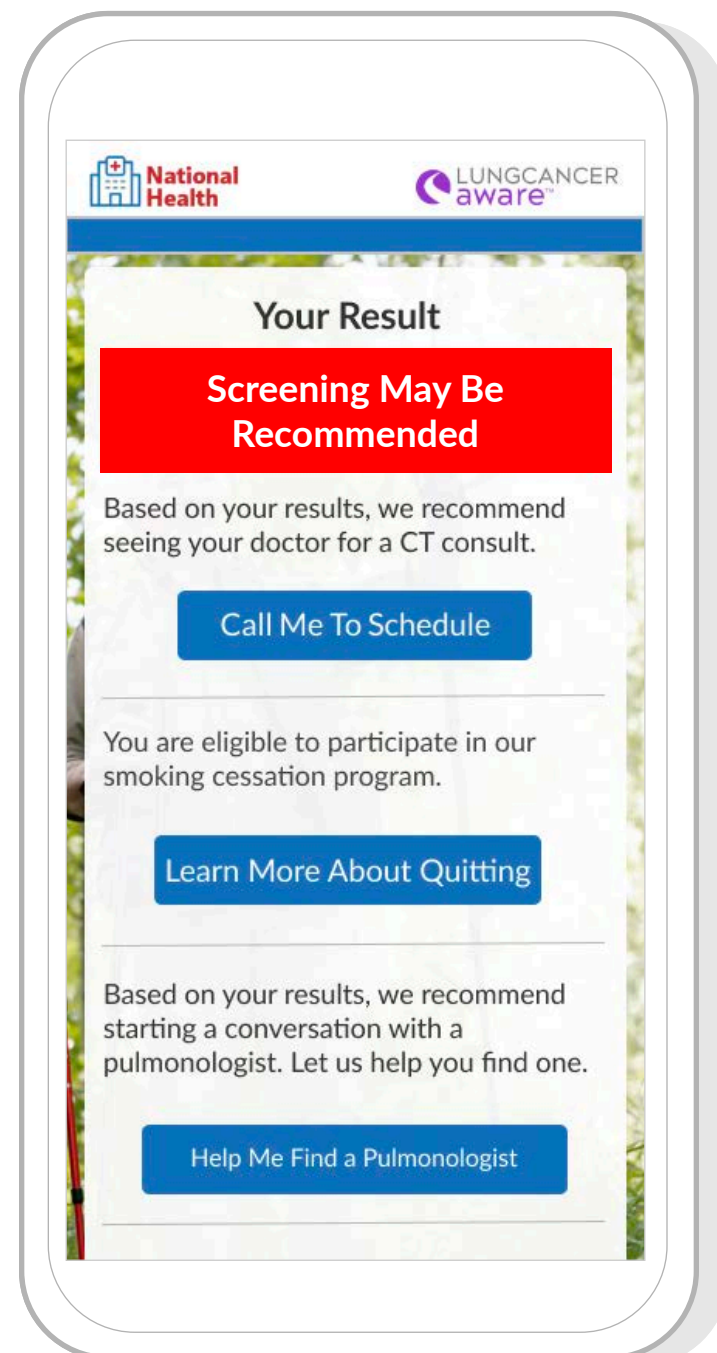 National
Health
LUNGCANCER
aware™
Your Result
Screening May Be
Recommended
Based on your results, we recommend
seeing your doctor for a CT consult.
Call Me To Schedule
You are eligible to participate in our
smoking cessation program.
Learn More About Quitting
Based on your results, we recommend
starting a conversation with a
pulmonologist. Let us help you find one.
Help Me Find a Pulmonologist